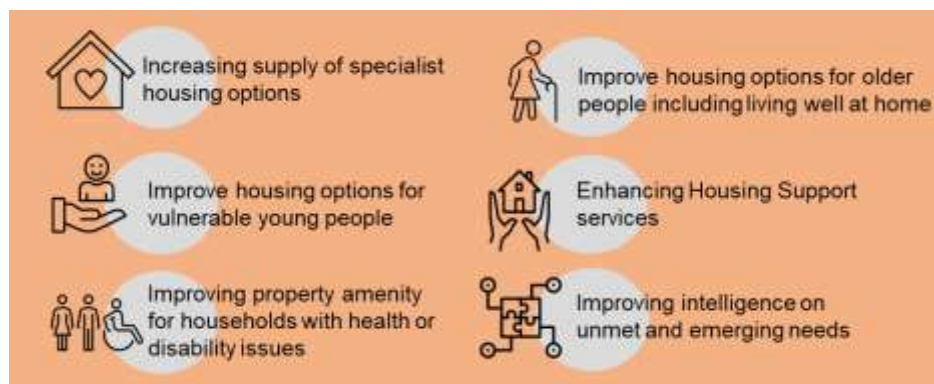 Increasing supply of specialist
housing options
Improve housing options for
vulnerable young people
Improving property amenity
for households with health or
disability issues
Improve housing options for older
people including living well at home
Enhancing Housing Support
services
Improving intelligence on
unmet and emerging needs